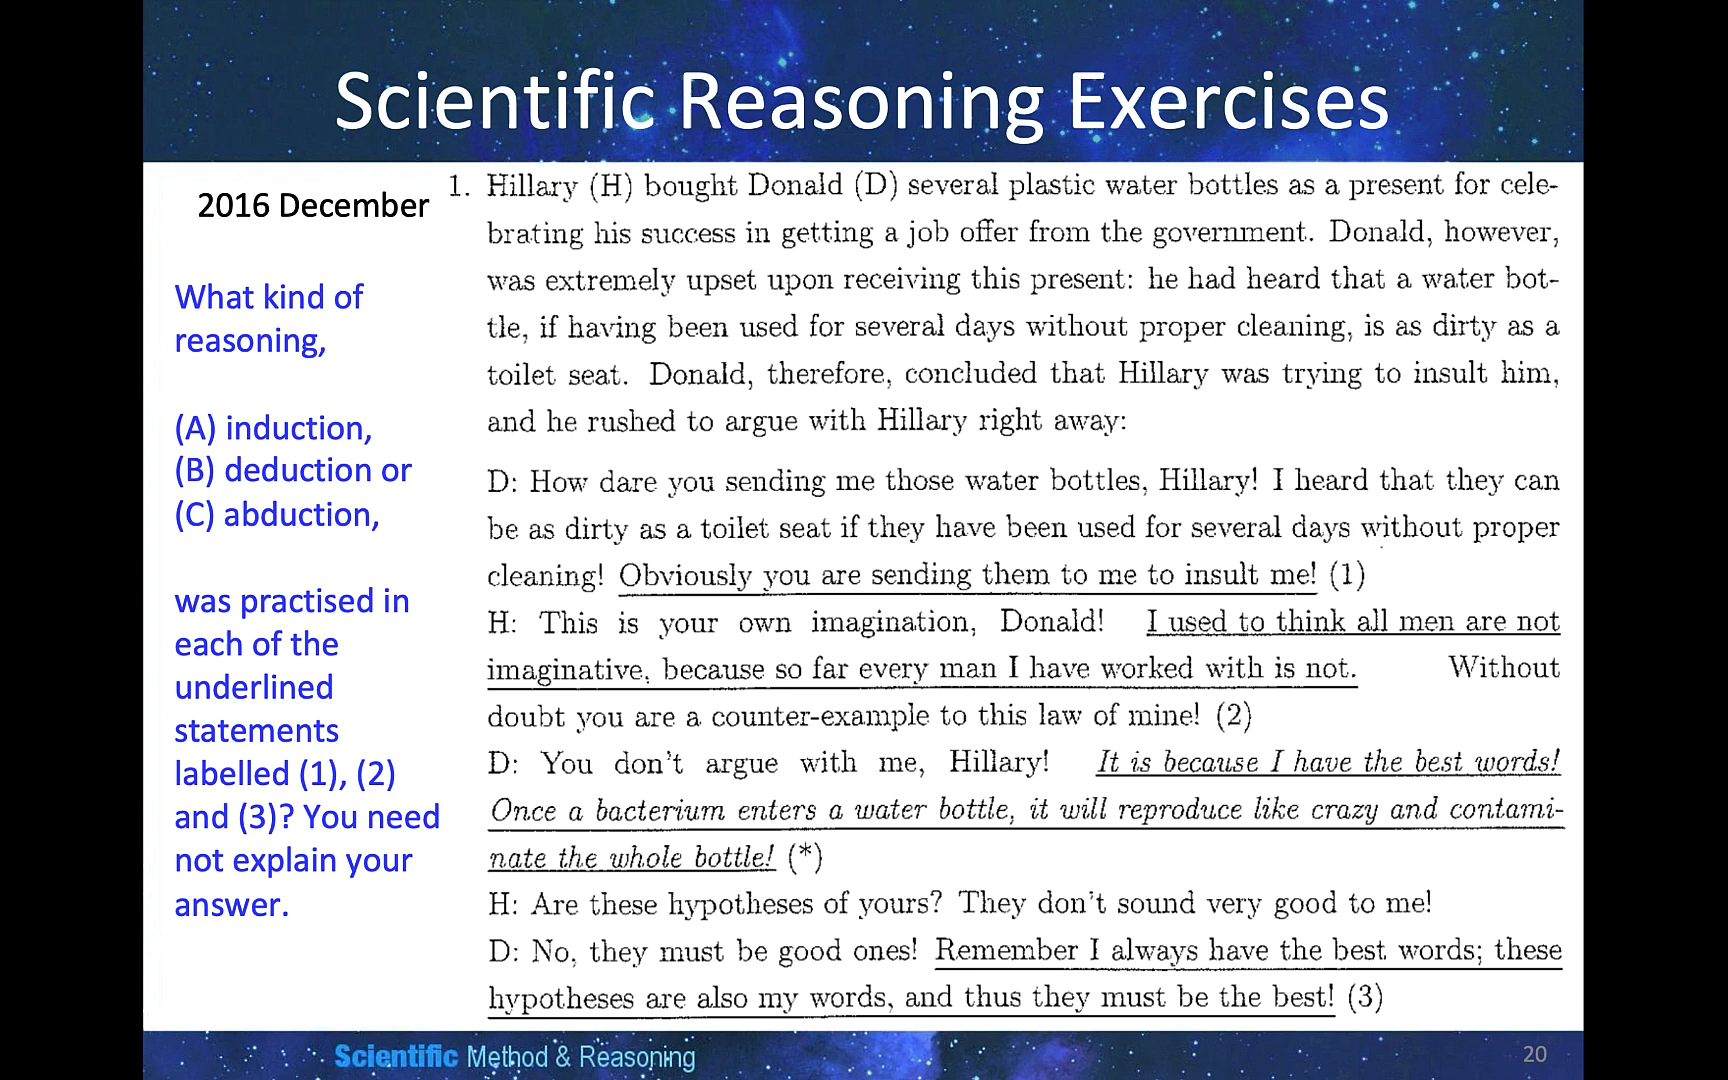 Scientific Reasoning Exercises
2016 December
What kind of
reasoning,
(A) induction,
(B) deduction or
(C) abduction,
was practised in
each of the
underlined
statements
labelled (1), (2)
and (3)? You need
not explain your
answer.
1. Hillary (H) bought Donald (D) several plastic water bottles as a present for cele-
brating his success in getting a job offer from the government. Donald, however,
was extremely upset upon receiving this present: he had heard that a water bot-
tle, if having been used for several days without proper cleaning, is as dirty as a
toilet seat. Donald, therefore, concluded that Hillary was trying to insult him,
and he rushed to argue with Hillary right away:
D: How dare you sending me those water bottles, Hillary! I heard that they can
be as dirty as a toilet seat if they have been used for several days without proper
cleaning! Obviously you are sending them to me to insult me! (1)
H: This is your own imagination, Donald! I used to think all men are not
imaginative, because so far every man I have worked with is not. Without
doubt you are a counter-example to this law of mine! (2)
D: You don't argue with me, Hillary! It is because I have the best words!
Once a bacterium enters a water bottle, it will reproduce like crazy and contami-
nate the whole bottle! (*)
H: Are these hypotheses of yours? They don't sound very good to me!
D: No, they must be good ones! Remember I always have the best words; these
hypotheses are also my words, and thus they must be the best! (3)
Scientific Method & Reasoning
20